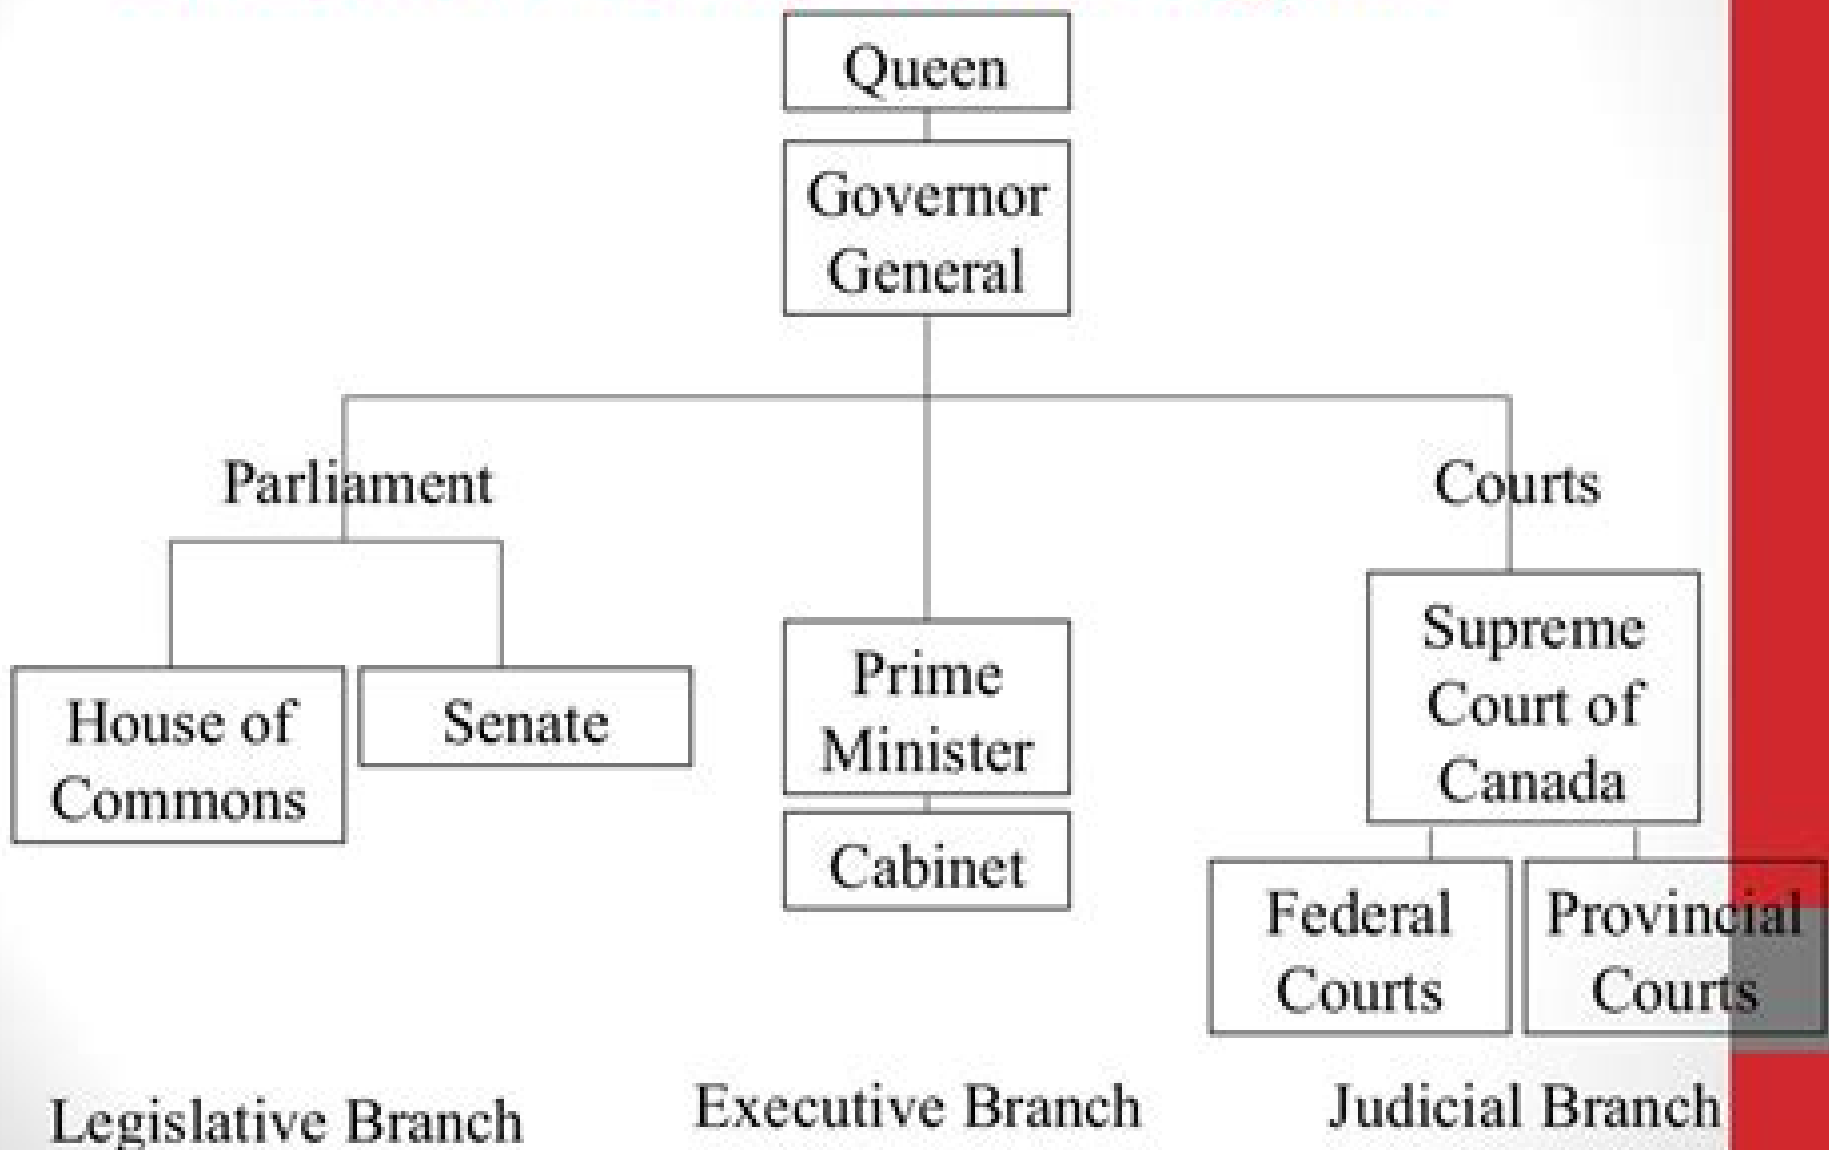 Queen
Governor
General
Parliament
Courts
House of
Commons
Senate
Prime
Minister
Cabinet
Supreme
Court of
Canada
Federal
Courts
Provincial
Courts
Legislative Branch
Executive Branch
Judicial Branch